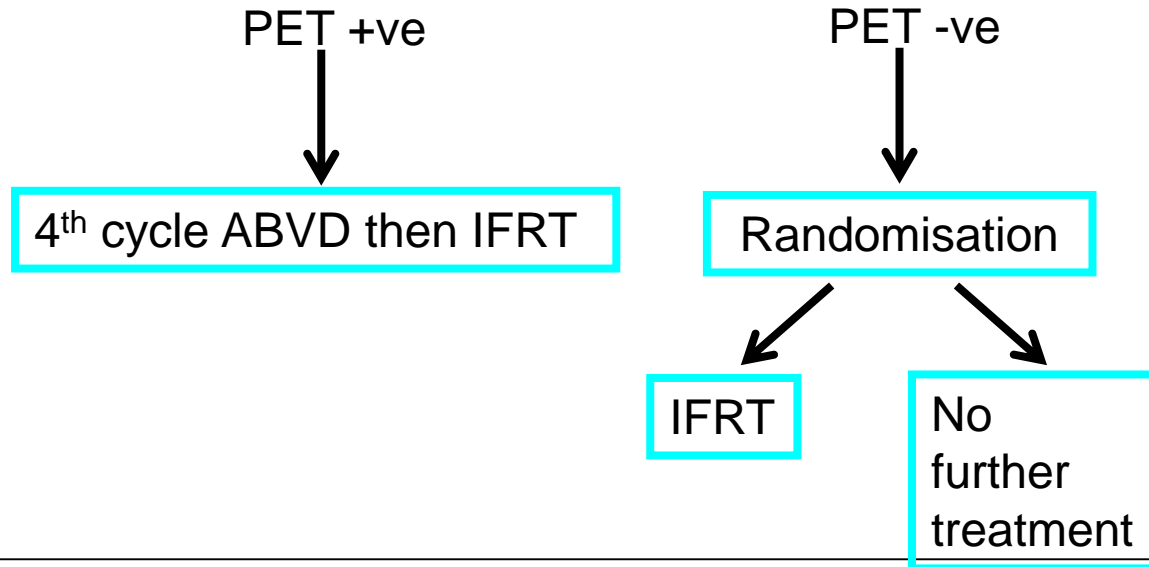 PET +ve
PET -ve
4th cycle ABVD then IFRT
Randomisation
IFRT
No
further
treatment